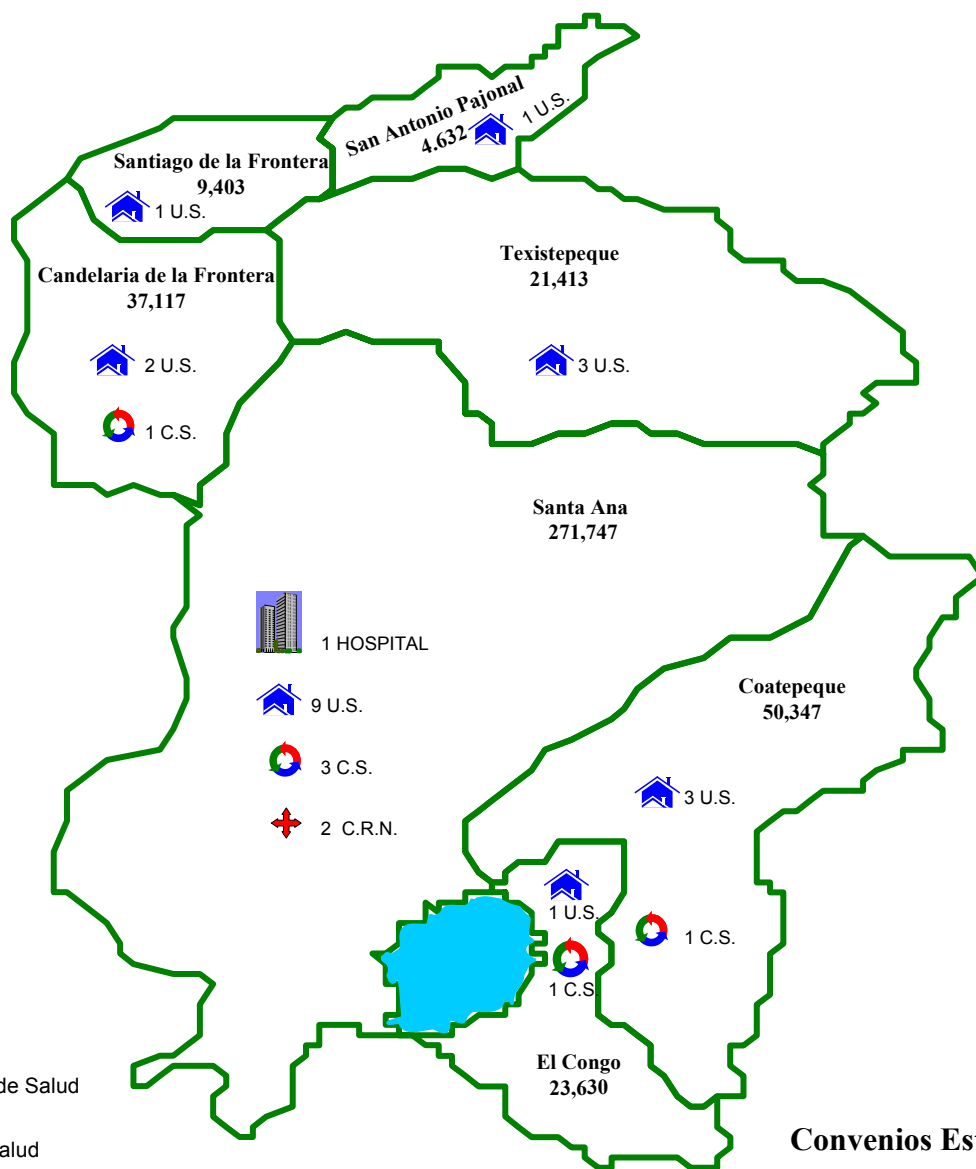 San Antonio Pajonal
4.632
1 U.S.
Santiago de la Frontera
9,403
1 U.S.
Candelaria de la Frontera
37,117
2 U.S.
1 C.S.
Texistepeque
21,413
3 U.S.
Santa Ana
271,747
1 HOSPITAL
9 U.S.
3 C.S.
2 C.R.N.
Coatepeque
50,347
3 U.S.
1 C.S.
1 U.S.
1 C.S.
El Congo
23,630
de Salud
alud
Convenios Est